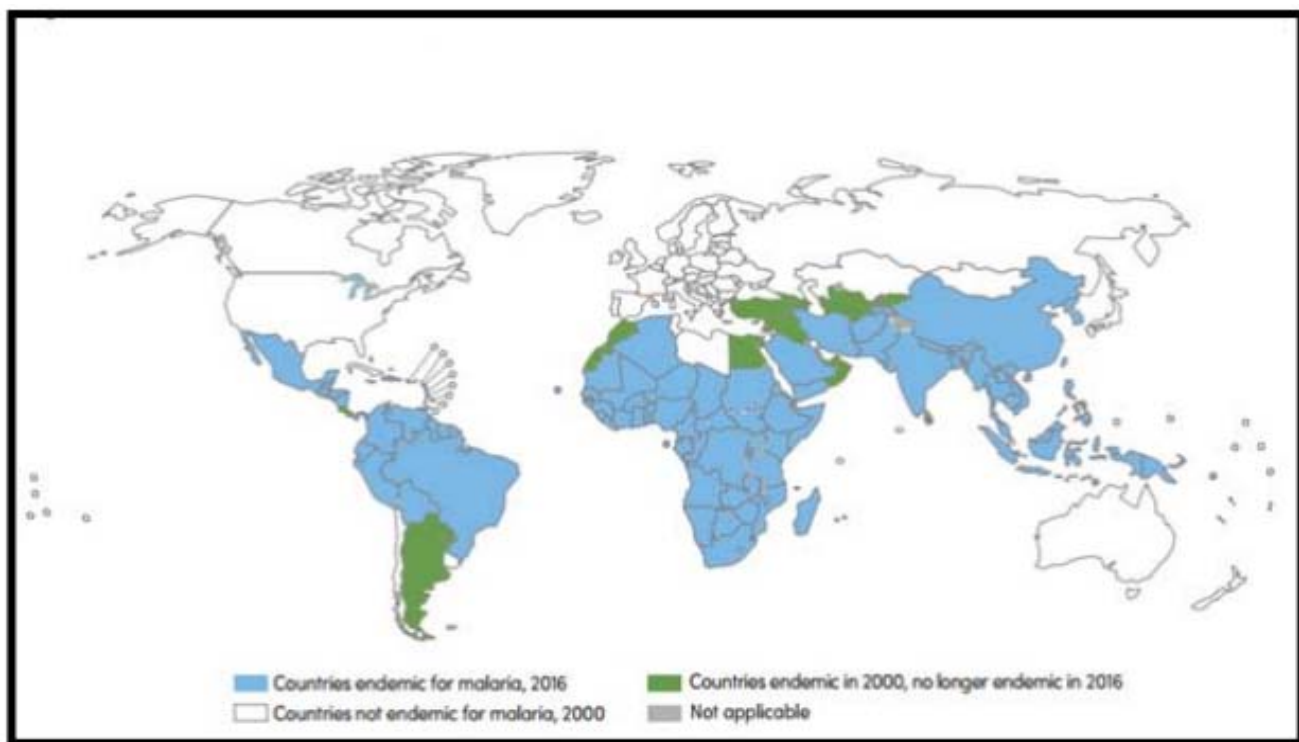 Countries endemic for malaria, 2016
Countries endemic in 2000, no longer endemic in 2016
Countries not endemic for malaria, 2000
Not applicable